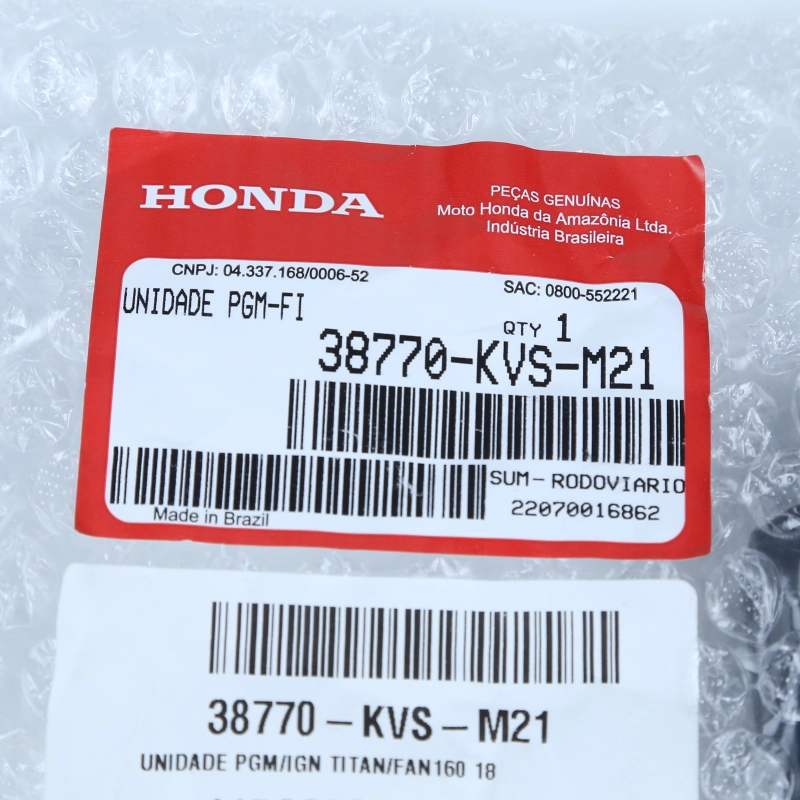 HONDA
PEÇAS GENUÍNAS
Moto Honda da Amazônia Ltda.
Indústria Brasileira
CNPJ: 04.337.168/0006-52
SAC: 0800-552221
UNIDADE PGM-FI
QTY 1
38770-KVS-M21
SUM-RODOVIARIO
22070016862
Made in Brazil
38770-KVS-M21
UNIDADE PGM/IGN TITAN/FAN160 18